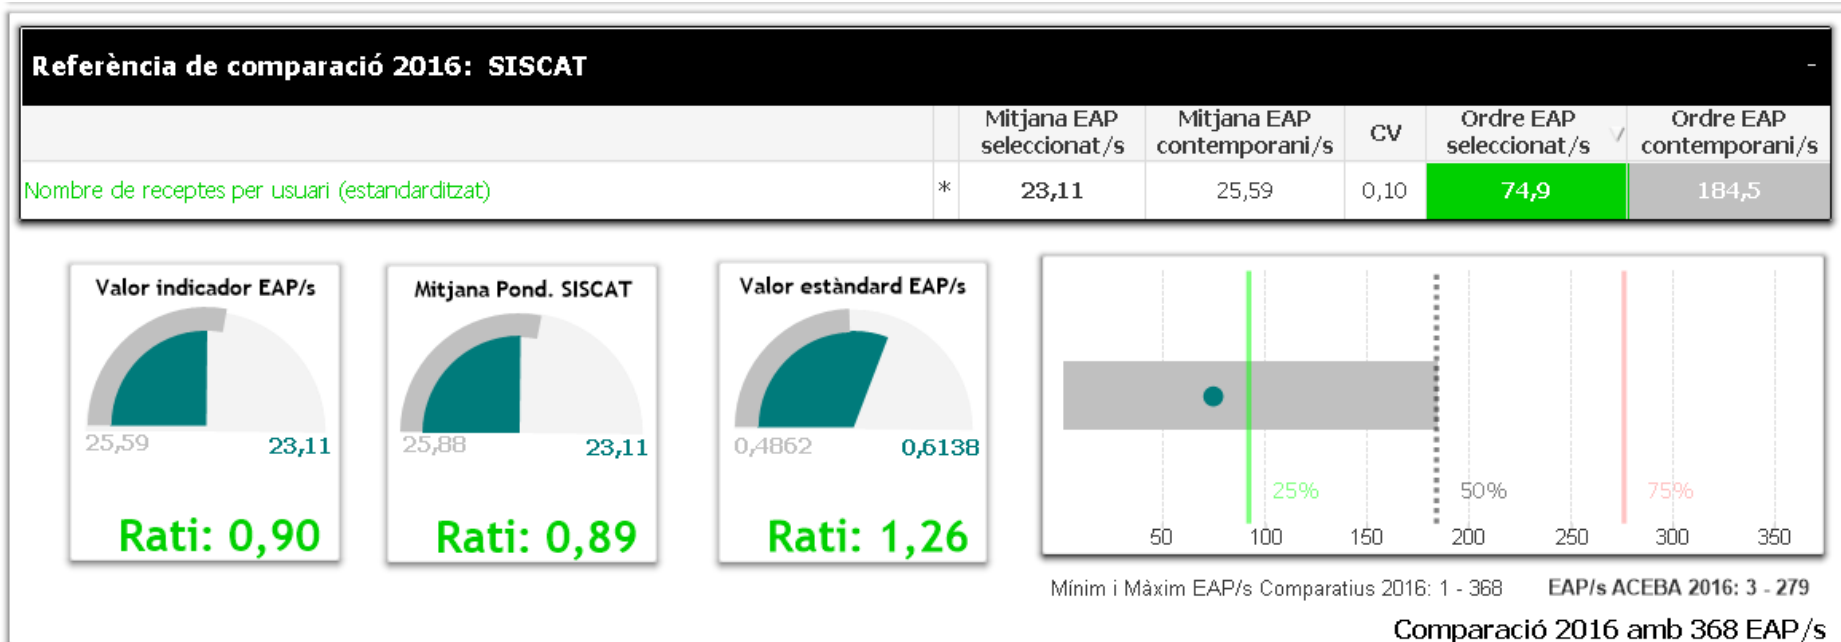 Referència de comparació 2016: SISCAT -
Mitjana EAP seleccionat/s
Mitjana EAP contemporani/s
CV
Ordre EAP seleccionat/s
Ordre EAP contemporani/s
Nombre de receptes per usuari (estandarditzat) * 23,11 25,59 0,10 74,9 184,5
Valor indicador EAP/s
25,59 23,11
Rati: 0,90
Mitjana Pond. SISCAT
25,88 23,11
Rati: 0,89
Valor estàndard EAP/s
0,4862 0,6138
Rati: 1,26
25% 50% 75%
50 100 150 200 250 300 350
Mínim i Màxim EAP/s Comparatius 2016: 1 - 368 EAP/s ACEBA 2016: 3 - 279
Comparació 2016 amb 368 EAP/s